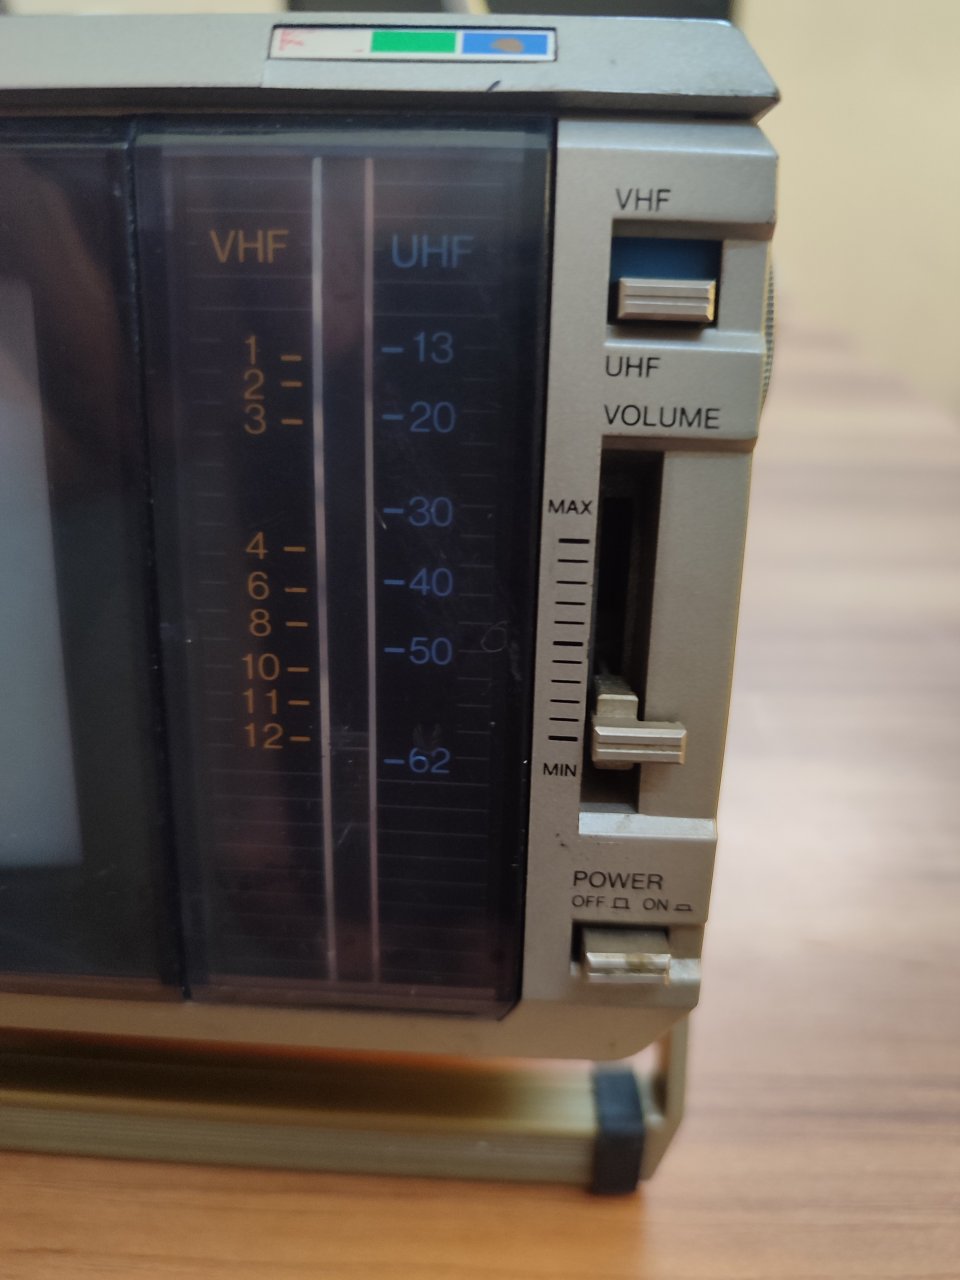 VHF
UHF
1 –
2 –
3 –
4 –
6 –
8 –
10 –
11 –
12 –
–13
–20
–30
–40
–50
–62
VHF
UHF
VOLUME
MAX
MIN
POWER
OFF ON